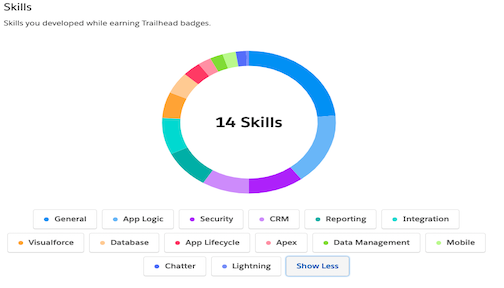 Skills
Skills you developed while earning Trailhead badges.
14 Skills
General App Logic Security CRM Reporting Integration
Visualforce Database App Lifecycle Apex Data Management Mobile
Chatter Lightning Show Less